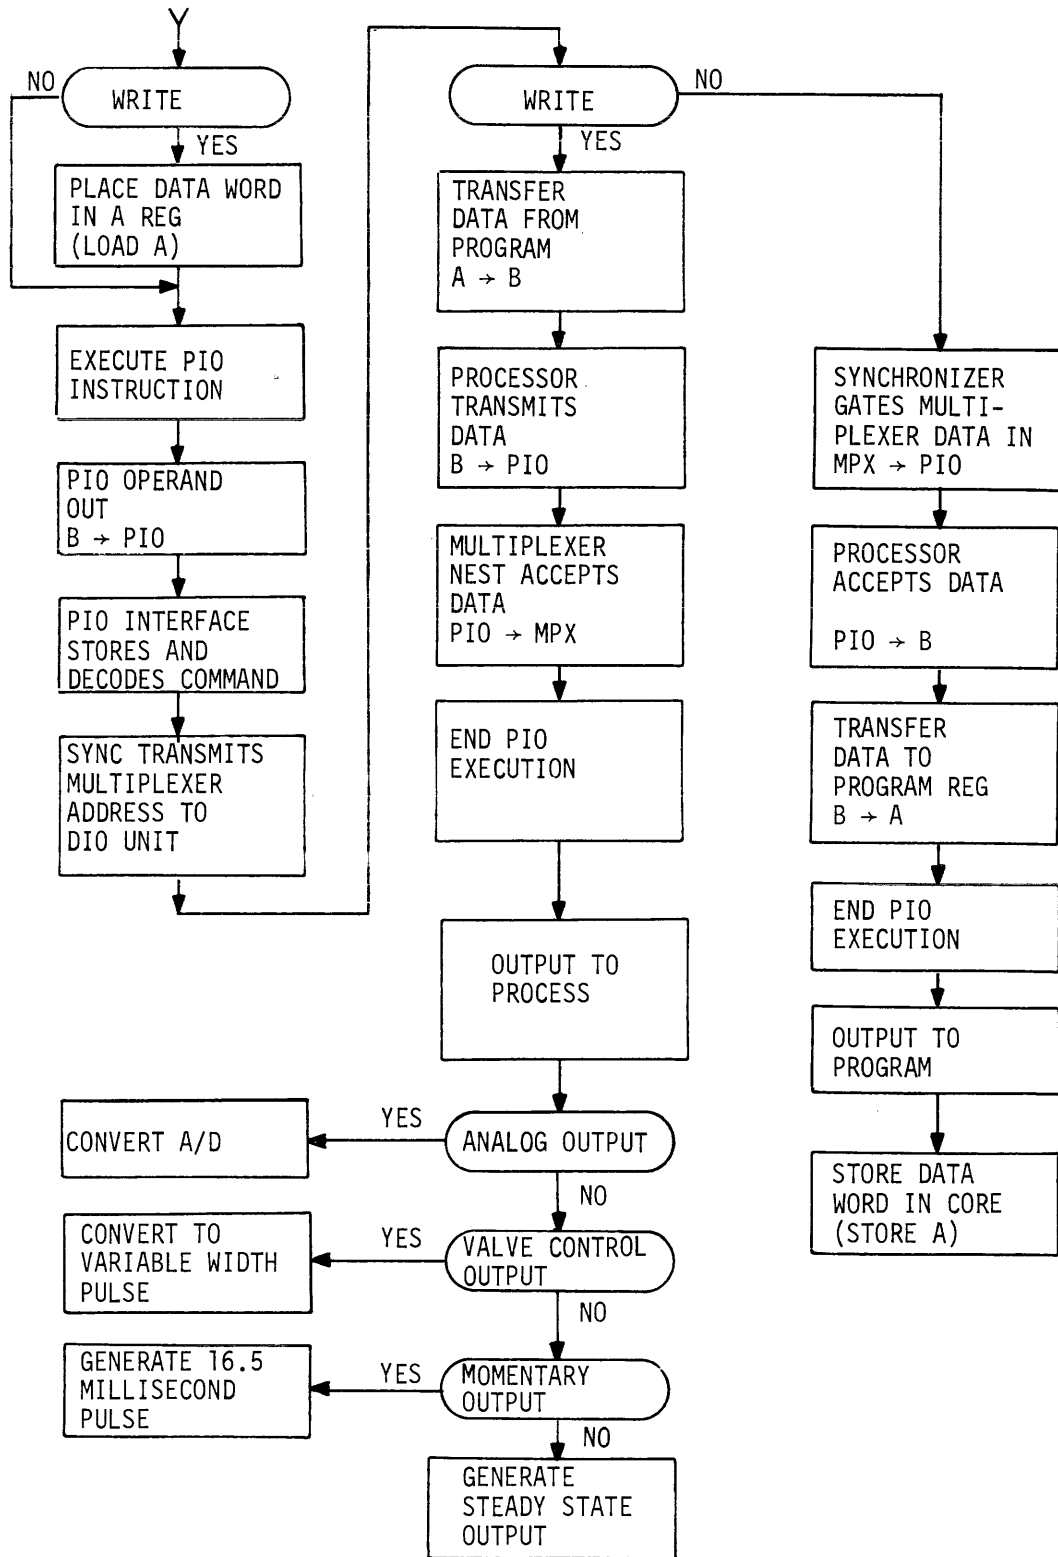 NO
WRITE
YES
PLACE DATA WORD
IN A REG
(LOAD A)
EXECUTE PIO
INSTRUCTION
PIO OPERAND
OUT
B → PIO
PIO INTERFACE
STORES AND
DECODES COMMAND
SYNC TRANSMITS
MULTIPLEXER
ADDRESS TO
DIO UNIT
WRITE
NO
YES
TRANSFER
DATA FROM
PROGRAM
A → B
PROCESSOR
TRANSMITS
DATA
B → PIO
MULTIPLEXER
NEST ACCEPTS
DATA
PIO → MPX
END PIO
EXECUTION
OUTPUT TO
PROCESS
ANALOG OUTPUT
YES
CONVERT A/D
NO
VALVE CONTROL
OUTPUT
YES
CONVERT TO
VARIABLE WIDTH
PULSE
NO
MOMENTARY
OUTPUT
YES
GENERATE 16.5
MILLISECOND
PULSE
NO
GENERATE
STEADY STATE
OUTPUT
SYNCHRONIZER
GATES MULTI-
PLEXER DATA IN
MPX → PIO
PROCESSOR
ACCEPTS DATA
PIO → B
TRANSFER
DATA TO
PROGRAM REG
B → A
END PIO
EXECUTION
OUTPUT TO
PROGRAM
STORE DATA
WORD IN CORE
(STORE A)